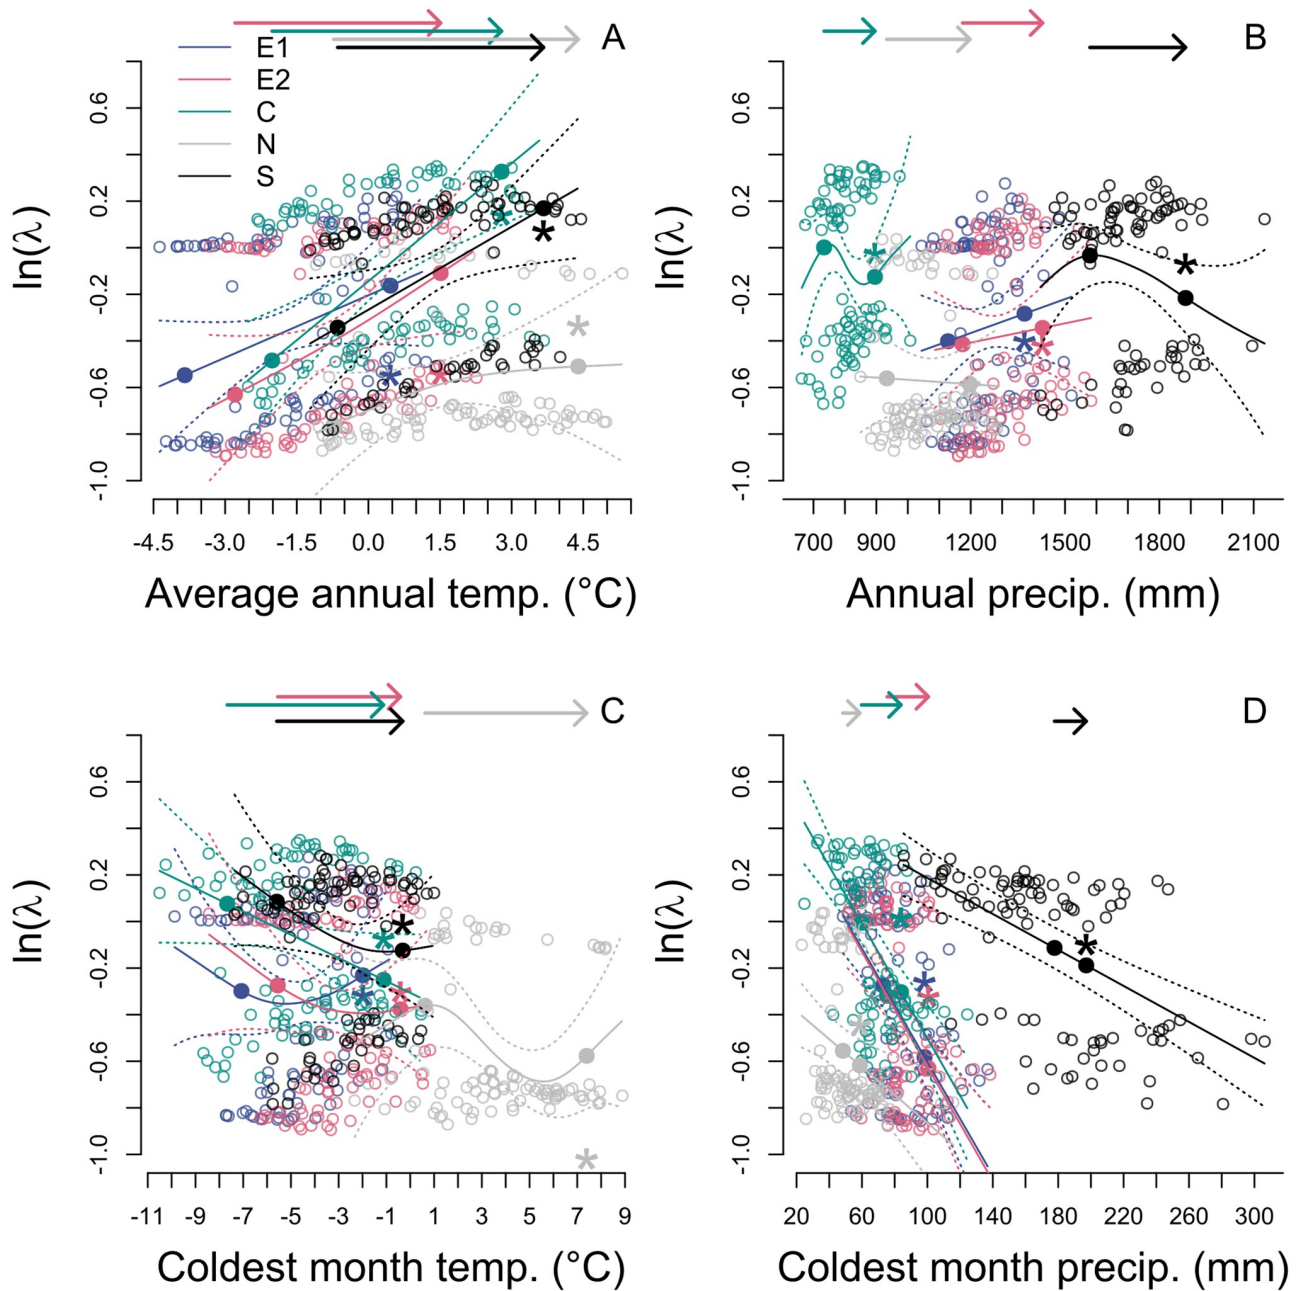 A
E1
E2
C
N
S
ln(λ)
0.6
0.2
-0.2
-0.6
-1.0
-4.5 -3.0 -1.5 0.0 1.5 3.0 4.5
Average annual temp. (°C)
B
ln(λ)
0.6
0.2
-0.2
-0.6
-1.0
700 900 1200 1500 1800 2100
Annual precip. (mm)
C
ln(λ)
0.6
0.2
-0.2
-0.6
-1.0
-11 -9 -7 -5 -3 -1 1 3 5 7 9
Coldest month temp. (°C)
D
ln(λ)
0.6
0.2
-0.2
-0.6
-1.0
20 60 100 140 180 220 260 300
Coldest month precip. (mm)